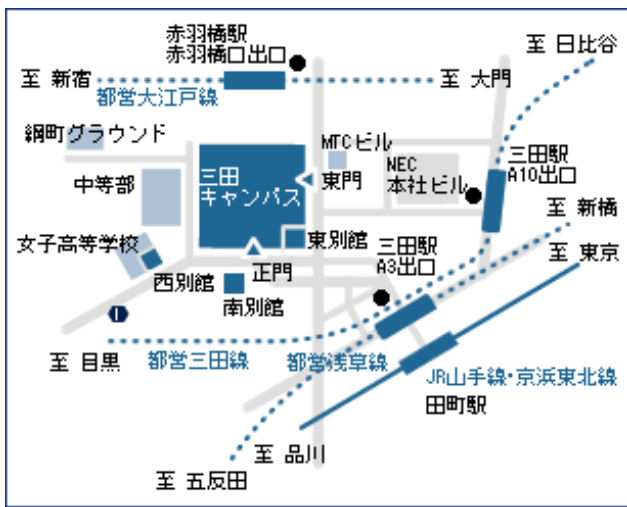 赤羽橋駅
赤羽橋口出口
至 日比谷
至 新宿
至 大門
都営大江戸線
綱町グラウンド
MTCビル
三田駅
A10出口
中等部
三田
キャンパス
東門
NEC
本社ビル
至 新橋
女子高等学校
東別館
三田駅
A3出口
至 東京
西別館
正門
南別館
至 目黒
都営三田線
都営浅草線
JR山手線・京浜東北線
田町駅
至 品川
至 五反田